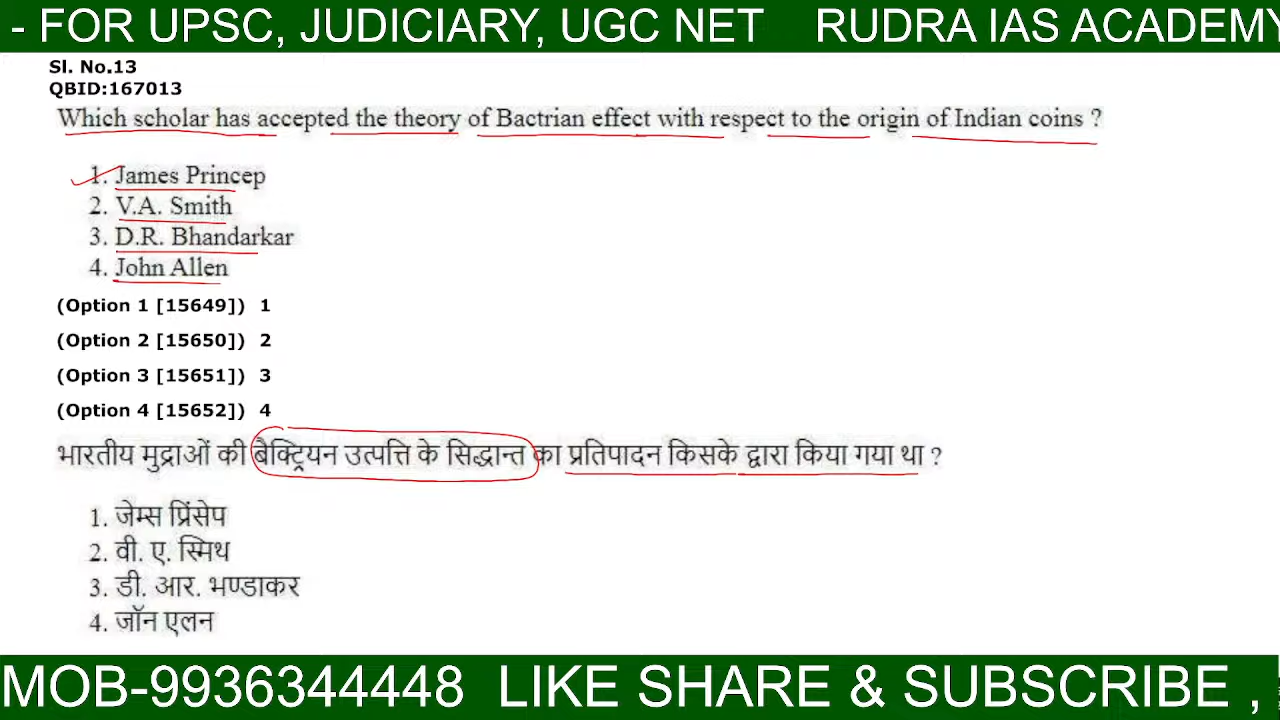 - FOR UPSC, JUDICIARY, UGC NET RUDRA IAS ACADEMY
Sl. No.13
QBID:167013
Which scholar has accepted the theory of Bactrian effect with respect to the origin of Indian coins ?
1. James Princep
2. V.A. Smith
3. D.R. Bhandarkar
4. John Allen
(Option 1 [15649]) 1
(Option 2 [15650]) 2
(Option 3 [15651]) 3
(Option 4 [15652]) 4
भारतीय मुद्राओं की बैक्ट्रियन उत्पत्ति के सिद्धान्त का प्रतिपादन किसके द्वारा किया गया था ?
1. जेम्स प्रिंसेप
2. वी. ए. स्मिथ
3. डी. आर. भण्डाकर
4. जॉन एलन
MOB-9936344448 LIKE SHARE & SUBSCRIBE ,